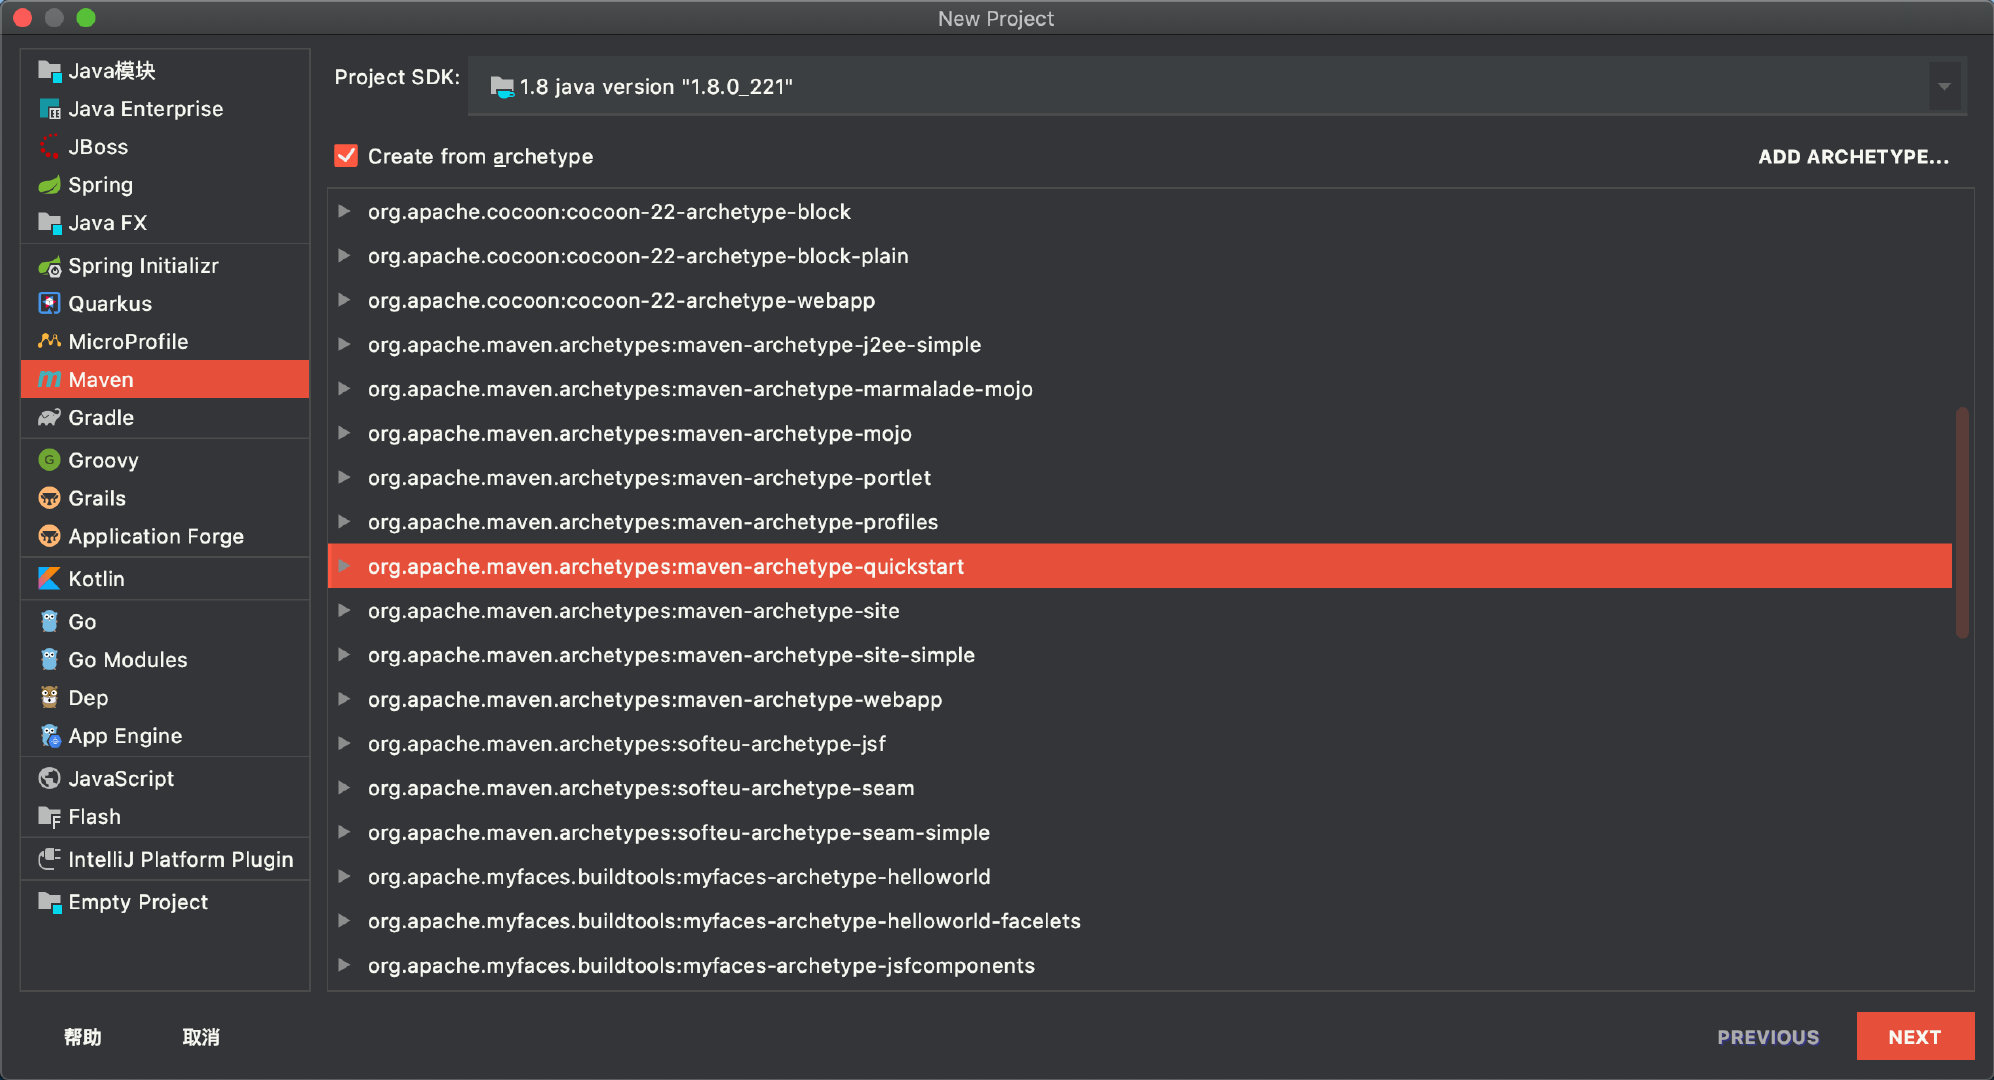 New Project
Java模块
Java Enterprise
JBoss
Spring
Java FX
Spring Initializr
Quarkus
MicroProfile
Maven
Gradle
Groovy
Grails
Application Forge
Kotlin
Go
Go Modules
Dep
App Engine
JavaScript
Flash
IntelliJ Platform Plugin
Empty Project
Project SDK: 1.8 java version "1.8.0_221"
Create from archetype ADD ARCHETYPE...
org.apache.cocoon:cocoon-22-archetype-block
org.apache.cocoon:cocoon-22-archetype-block-plain
org.apache.cocoon:cocoon-22-archetype-webapp
org.apache.maven.archetypes:maven-archetype-j2ee-simple
org.apache.maven.archetypes:maven-archetype-marmalade-mojo
org.apache.maven.archetypes:maven-archetype-mojo
org.apache.maven.archetypes:maven-archetype-portlet
org.apache.maven.archetypes:maven-archetype-profiles
org.apache.maven.archetypes:maven-archetype-quickstart
org.apache.maven.archetypes:maven-archetype-site
org.apache.maven.archetypes:maven-archetype-site-simple
org.apache.maven.archetypes:maven-archetype-webapp
org.apache.maven.archetypes:softeu-archetype-jsf
org.apache.maven.archetypes:softeu-archetype-seam
org.apache.maven.archetypes:softeu-archetype-seam-simple
org.apache.myfaces.buildtools:myfaces-archetype-helloworld
org.apache.myfaces.buildtools:myfaces-archetype-helloworld-facelets
org.apache.myfaces.buildtools:myfaces-archetype-jsfcomponents
帮助 取消 PREVIOUS NEXT